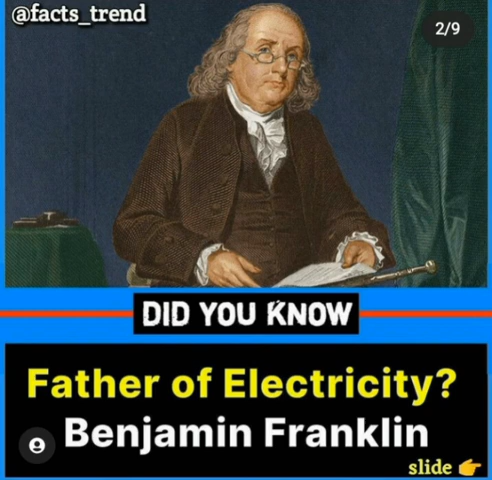 @facts_trend
2/9
DID YOU KNOW
Father of Electricity?
Benjamin Franklin
slide 👉